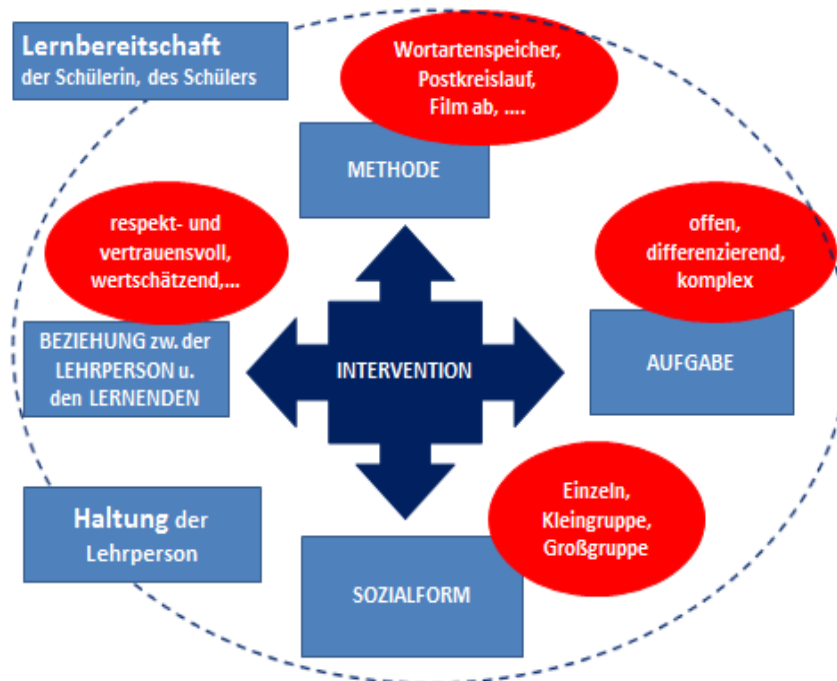 Lernbereitschaft
der Schülerin, des Schülers
Wortartenspeicher,
Postkreislauf,
Film ab, ....
METHODE
respekt- und
vertrauensvoll,
wertschätzend,...
offen,
differenzierend,
komplex
BEZIEHUNG zw. der
LEHRPERSON u.
den LERNENDEN
INTERVENTION
AUFGABE
Haltung der
Lehrperson
Einzeln,
Kleingruppe,
Großgruppe
SOZIALFORM